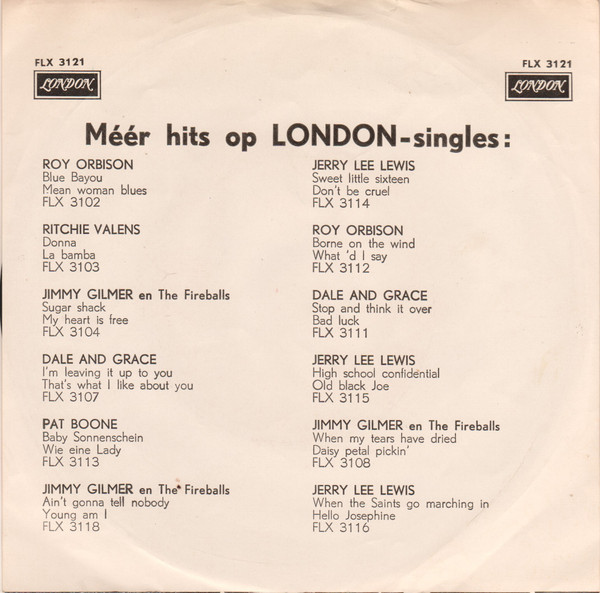 FLX 3121
LONDON
FLX 3121
LONDON
Méér hits op LONDON-singles:
ROY ORBISON
Blue Bayou
Mean woman blues
FLX 3102
RITCHIE VALENS
Donna
La bamba
FLX 3103
JIMMY GILMER en The Fireballs
Sugar shack
My heart is free
FLX 3104
DALE AND GRACE
I'm leaving it up to you
That's what I like about you
FLX 3107
PAT BOONE
Baby Sonnenschein
Wie eine Lady
FLX 3113
JIMMY GILMER en The Fireballs
Ain't gonna tell nobody
Young am I
FLX 3118
JERRY LEE LEWIS
Sweet little sixteen
Don't be cruel
FLX 3114
ROY ORBISON
Borne on the wind
What 'd I say
FLX 3112
DALE AND GRACE
Stop and think it over
Bad luck
FLX 3111
JERRY LEE LEWIS
High school confidential
Old black Joe
FLX 3115
JIMMY GILMER en The Fireballs
When my tears have dried
Daisy petal pickin'
FLX 3108
JERRY LEE LEWIS
When the Saints go marching in
Hello Josephine
FLX 3116